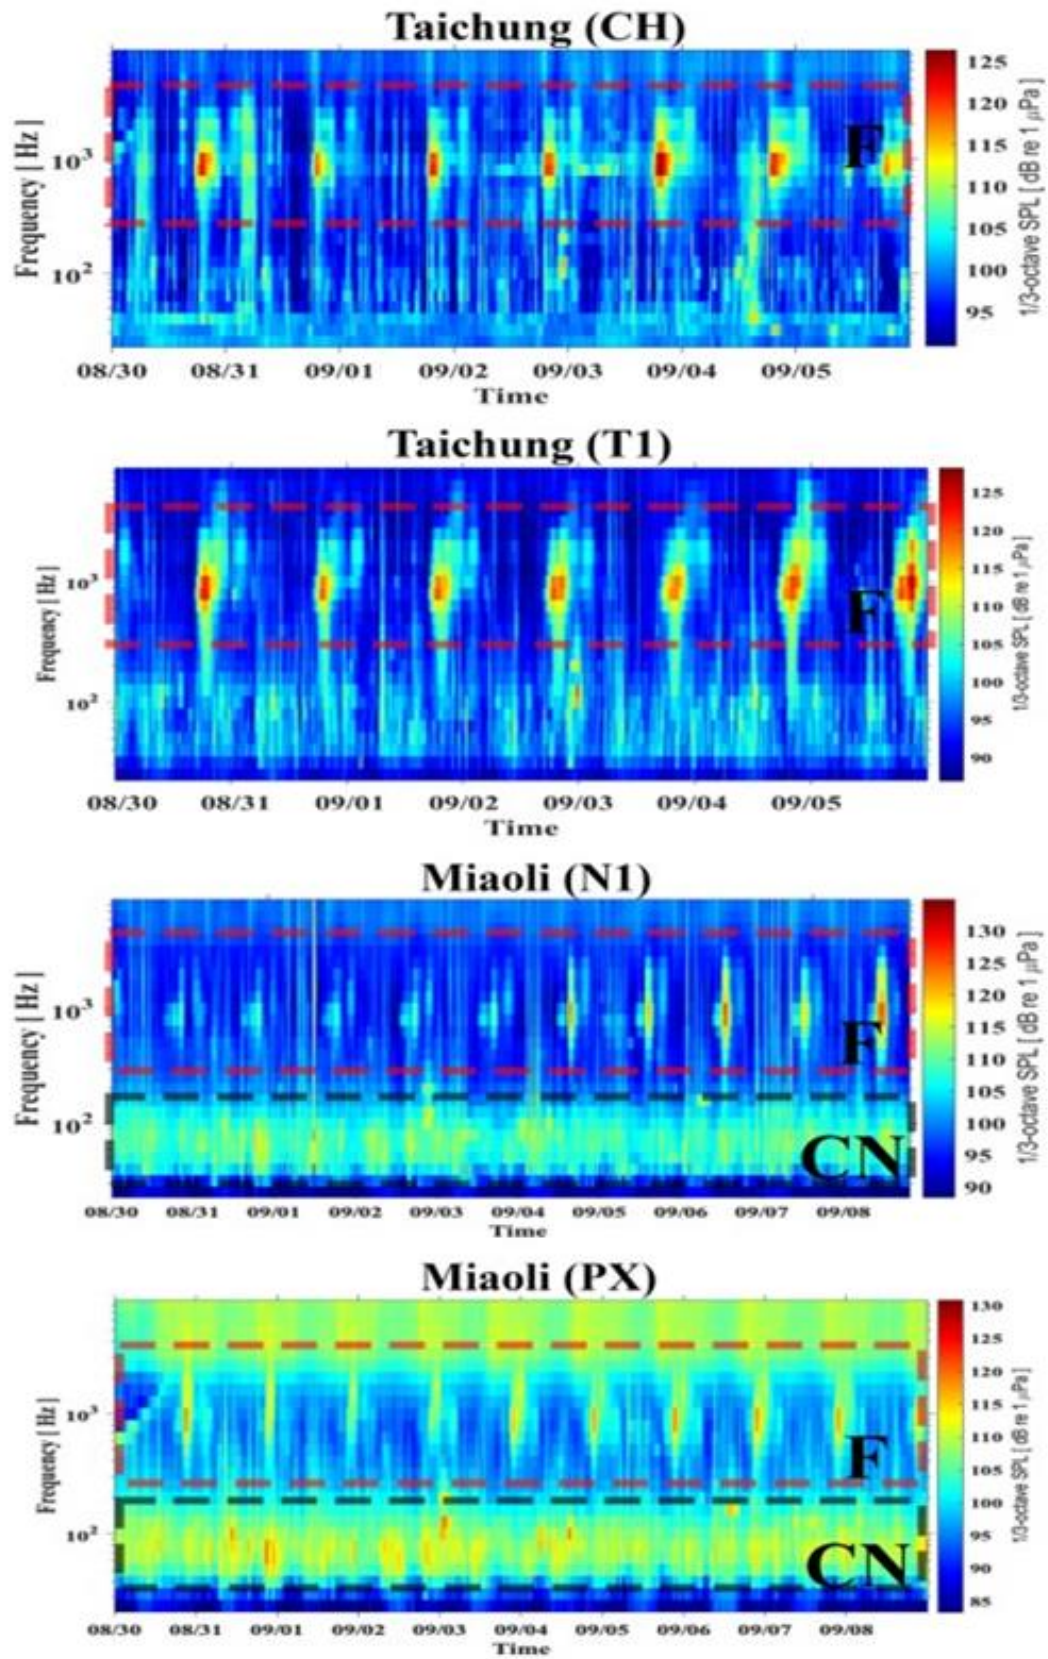 Taichung (CH)
Frequency [ Hz ]
10³
10²
F
125
120
115
110
105
100
95
1/3-octave SPL [ dB re 1 μPa ]
08/30 08/31 09/01 09/02 09/03 09/04 09/05
Time
Taichung (T1)
Frequency [ Hz ]
10³
10²
F
125
120
115
110
105
100
95
90
1/3-octave SPL [ dB re 1 μPa ]
08/30 08/31 09/01 09/02 09/03 09/04 09/05
Time
Miaoli (N1)
Frequency [ Hz ]
10³
10²
F
CN
130
125
120
115
110
105
100
95
90
1/3-octave SPL [ dB re 1 μPa ]
08/30 08/31 09/01 09/02 09/03 09/04 09/05 09/06 09/07 09/08
Time
Miaoli (PX)
Frequency [ Hz ]
10³
10²
F
CN
130
125
120
115
110
105
100
95
90
85
1/3-octave SPL [ dB re 1 μPa ]
08/30 08/31 09/01 09/02 09/03 09/04 09/05 09/06 09/07 09/08
Time